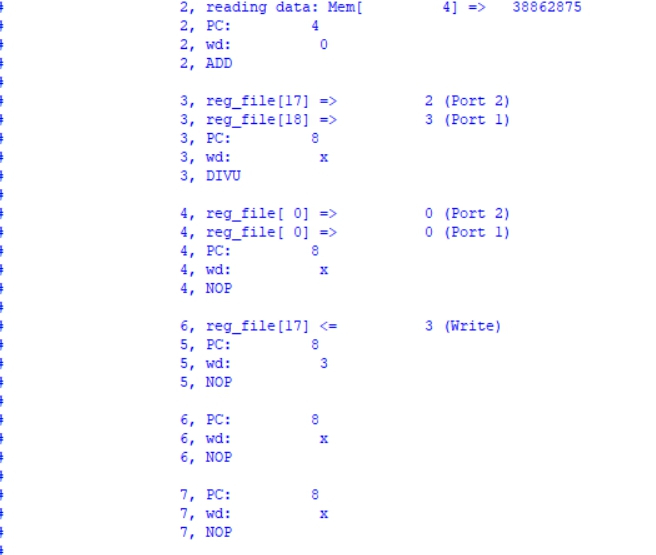 # 2, reading data: Mem[ 4] => 38862875
# 2, PC: 4
# 2, wd: 0
# 2, ADD
#
# 3, reg_file[17] => 2 (Port 2)
# 3, reg_file[18] => 3 (Port 1)
# 3, PC: 8
# 3, wd: x
# 3, DIVU
#
# 4, reg_file[ 0] => 0 (Port 2)
# 4, reg_file[ 0] => 0 (Port 1)
# 4, PC: 8
# 4, wd: x
# 4, NOP
#
# 6, reg_file[17] <= 3 (Write)
# 5, PC: 8
# 5, wd: 3
# 5, NOP
#
# 6, PC: 8
# 6, wd: x
# 6, NOP
#
# 7, PC: 8
# 7, wd: x
# 7, NOP
#